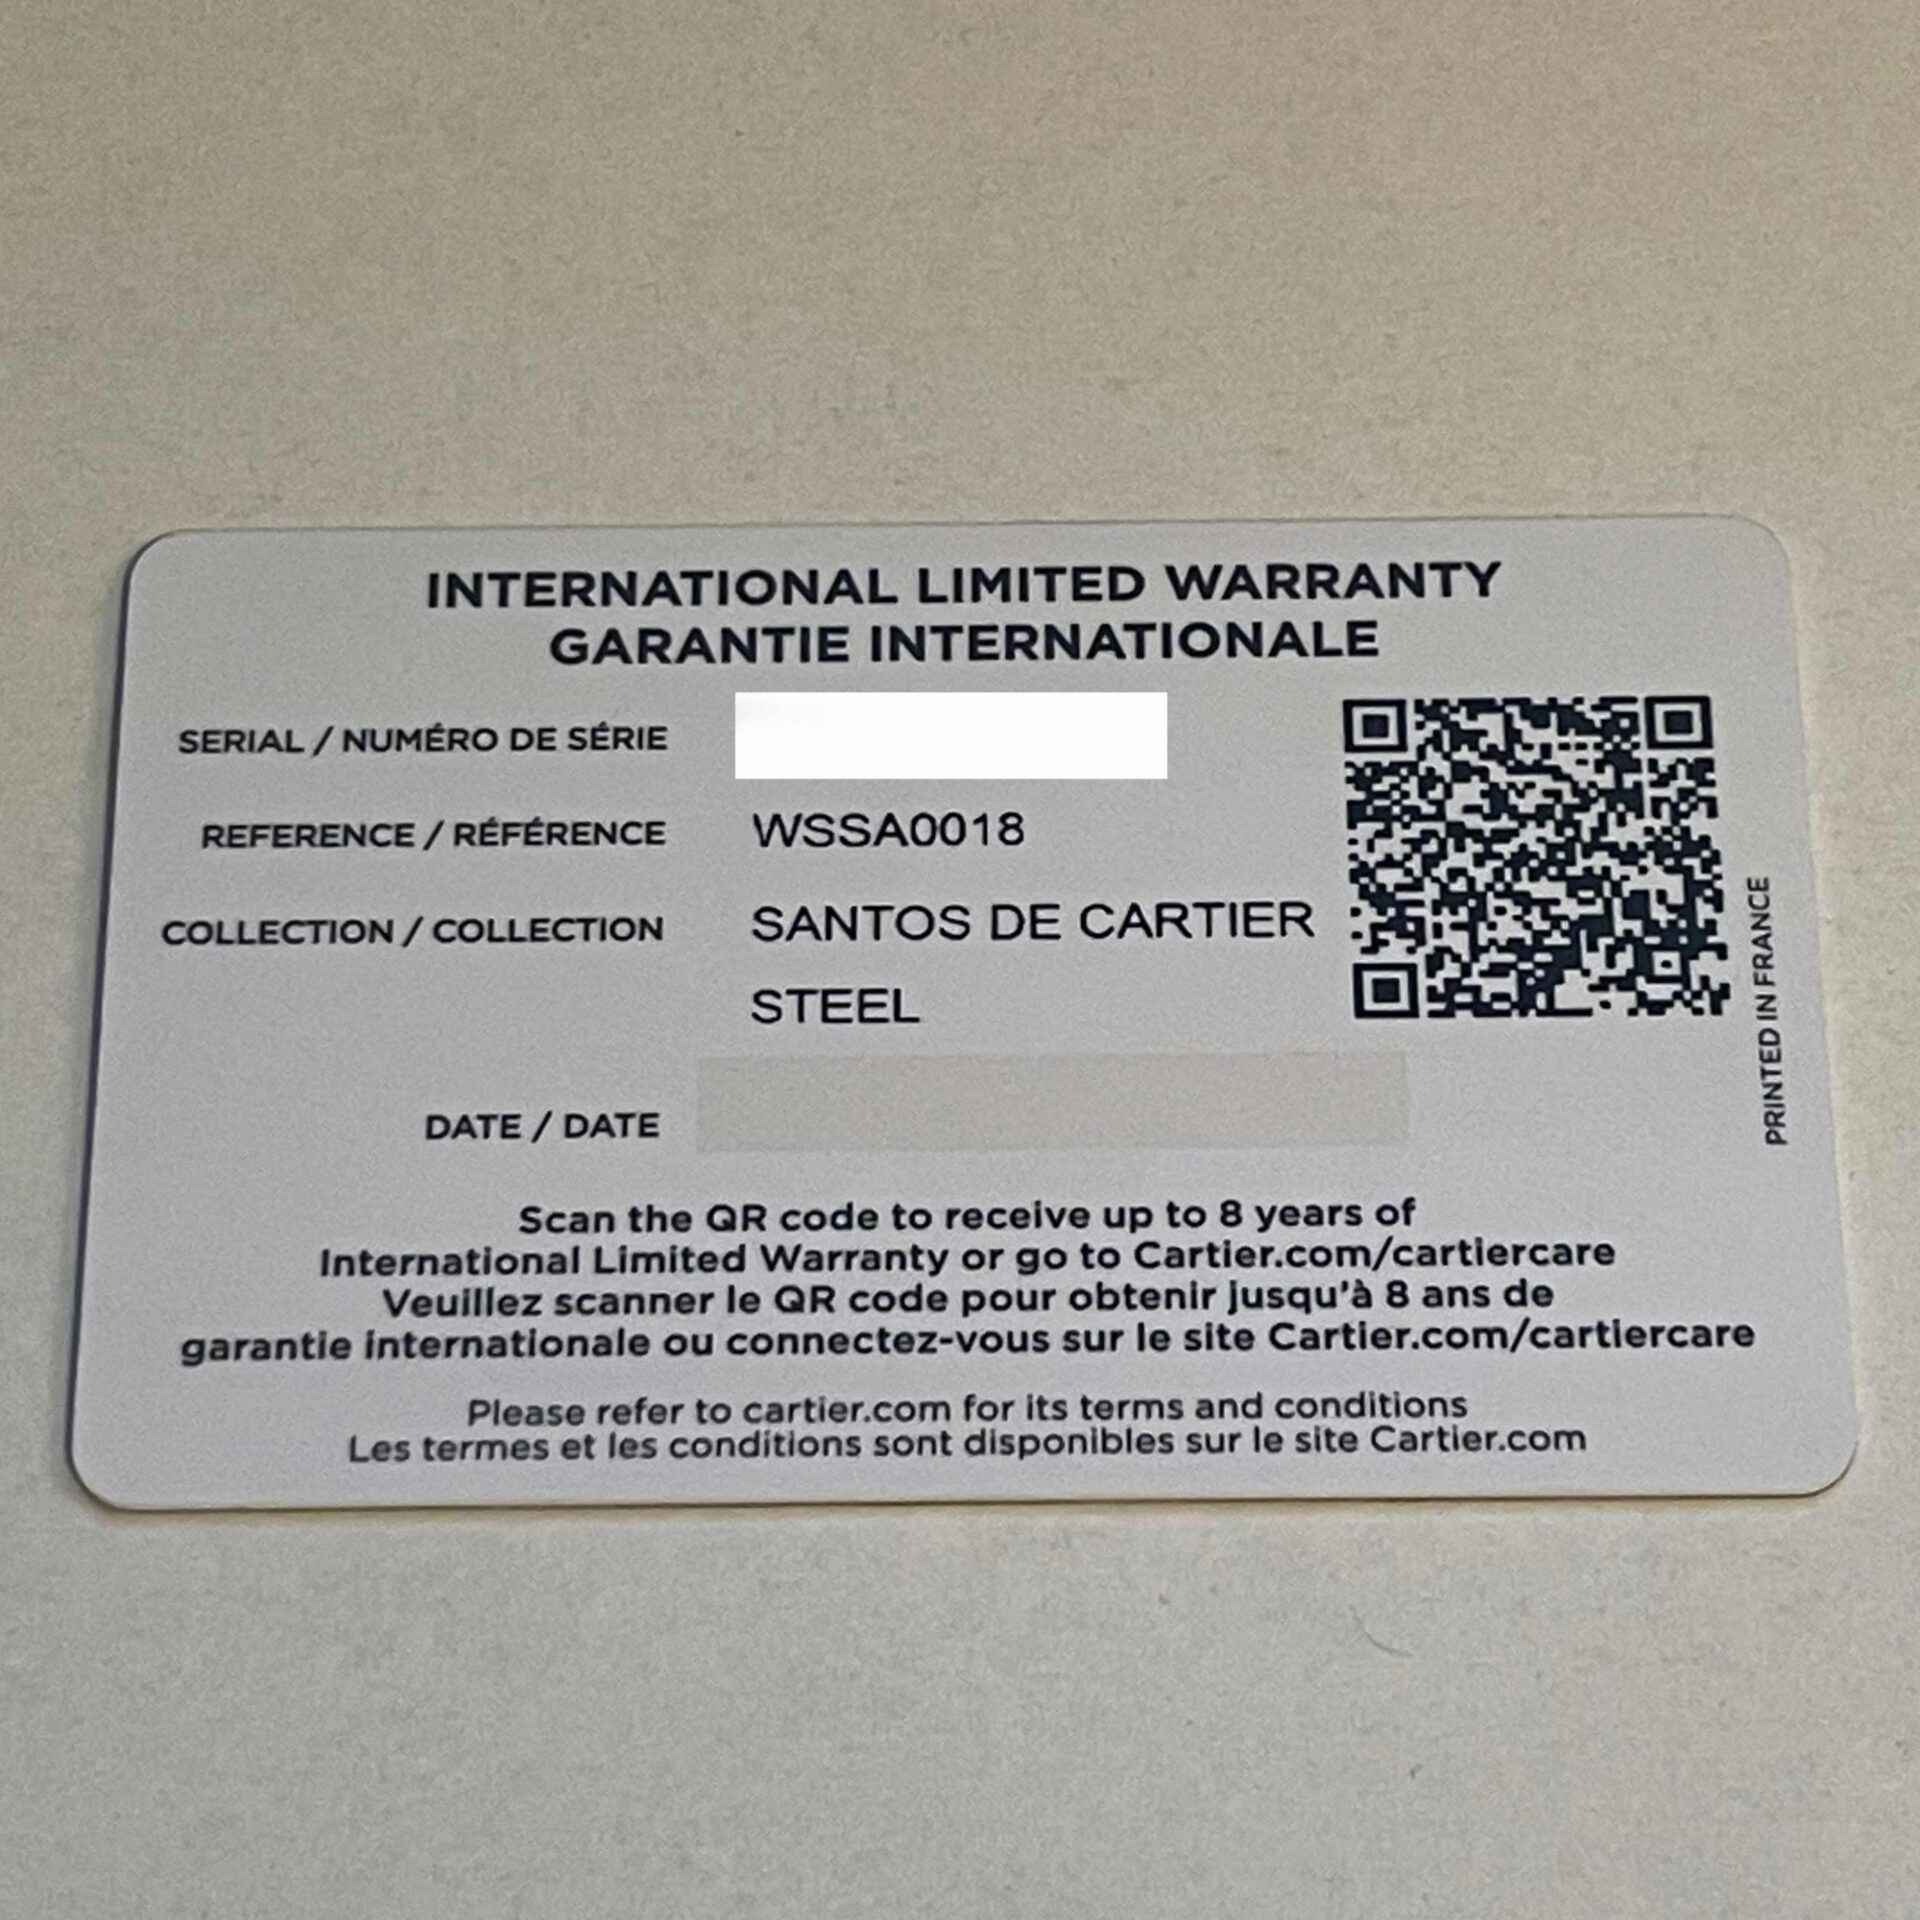 INTERNATIONAL LIMITED WARRANTY
GARANTIE INTERNATIONALE
SERIAL / NUMÉRO DE SÉRIE
REFERENCE / RÉFÉRENCE WSSA0018
COLLECTION / COLLECTION SANTOS DE CARTIER
STEEL
DATE / DATE
PRINTED IN FRANCE
Scan the QR code to receive up to 8 years of
International Limited Warranty or go to Cartier.com/cartiercare
Veuillez scanner le QR code pour obtenir jusqu'à 8 ans de
garantie internationale ou connectez-vous sur le site Cartier.com/cartiercare
Please refer to cartier.com for its terms and conditions
Les termes et les conditions sont disponibles sur le site Cartier.com